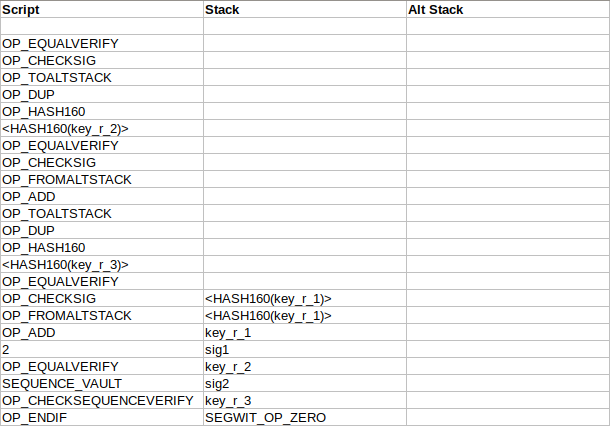 Script Stack Alt Stack
OP_EQUALVERIFY
OP_CHECKSIG
OP_TOALTSTACK
OP_DUP
OP_HASH160
<HASH160(key_r_2)>
OP_EQUALVERIFY
OP_CHECKSIG
OP_FROMALTSTACK
OP_ADD
OP_TOALTSTACK
OP_DUP
OP_HASH160
<HASH160(key_r_3)>
OP_EQUALVERIFY
OP_CHECKSIG <HASH160(key_r_1)>
OP_FROMALTSTACK <HASH160(key_r_1)>
OP_ADD key_r_1
2 sig1
OP_EQUALVERIFY key_r_2
SEQUENCE_VAULT sig2
OP_CHECKSEQUENCEVERIFY key_r_3
OP_ENDIF SEGWIT_OP_ZERO